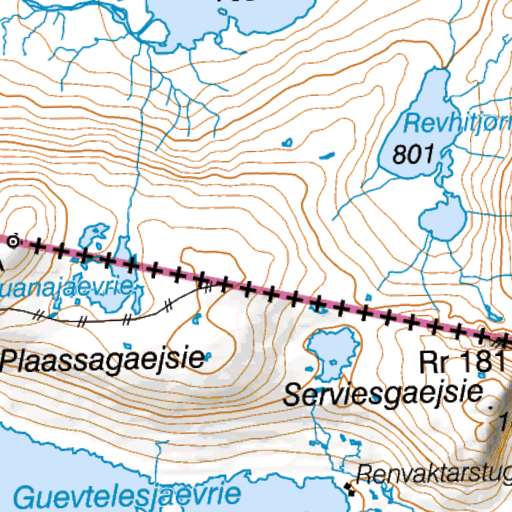 Revhitjørn
801
uanajaevrie
Plaassagaejsie
Rr 181
Serviesgaejsie
Renvaktarstug
Guevtelesjaevrie